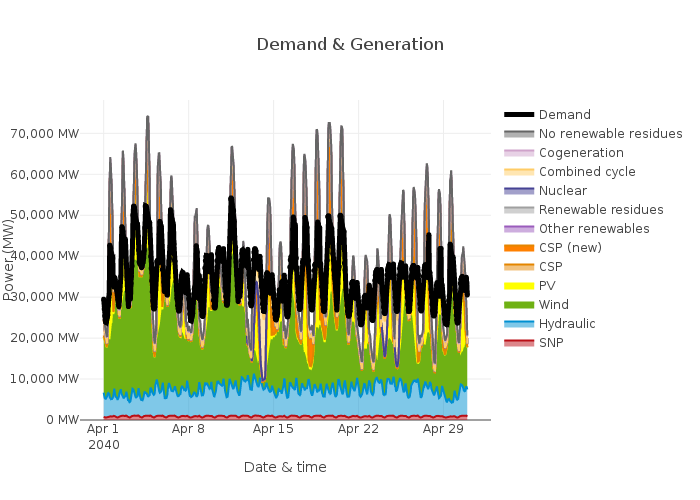 Demand & Generation
Power (MW)
70,000 MW
60,000 MW
50,000 MW
40,000 MW
30,000 MW
20,000 MW
10,000 MW
0 MW
Apr 1
2040
Apr 8
Apr 15
Apr 22
Apr 29
Date & time
Demand
No renewable residues
Cogeneration
Combined cycle
Nuclear
Renewable residues
Other renewables
CSP (new)
CSP
PV
Wind
Hydraulic
SNP